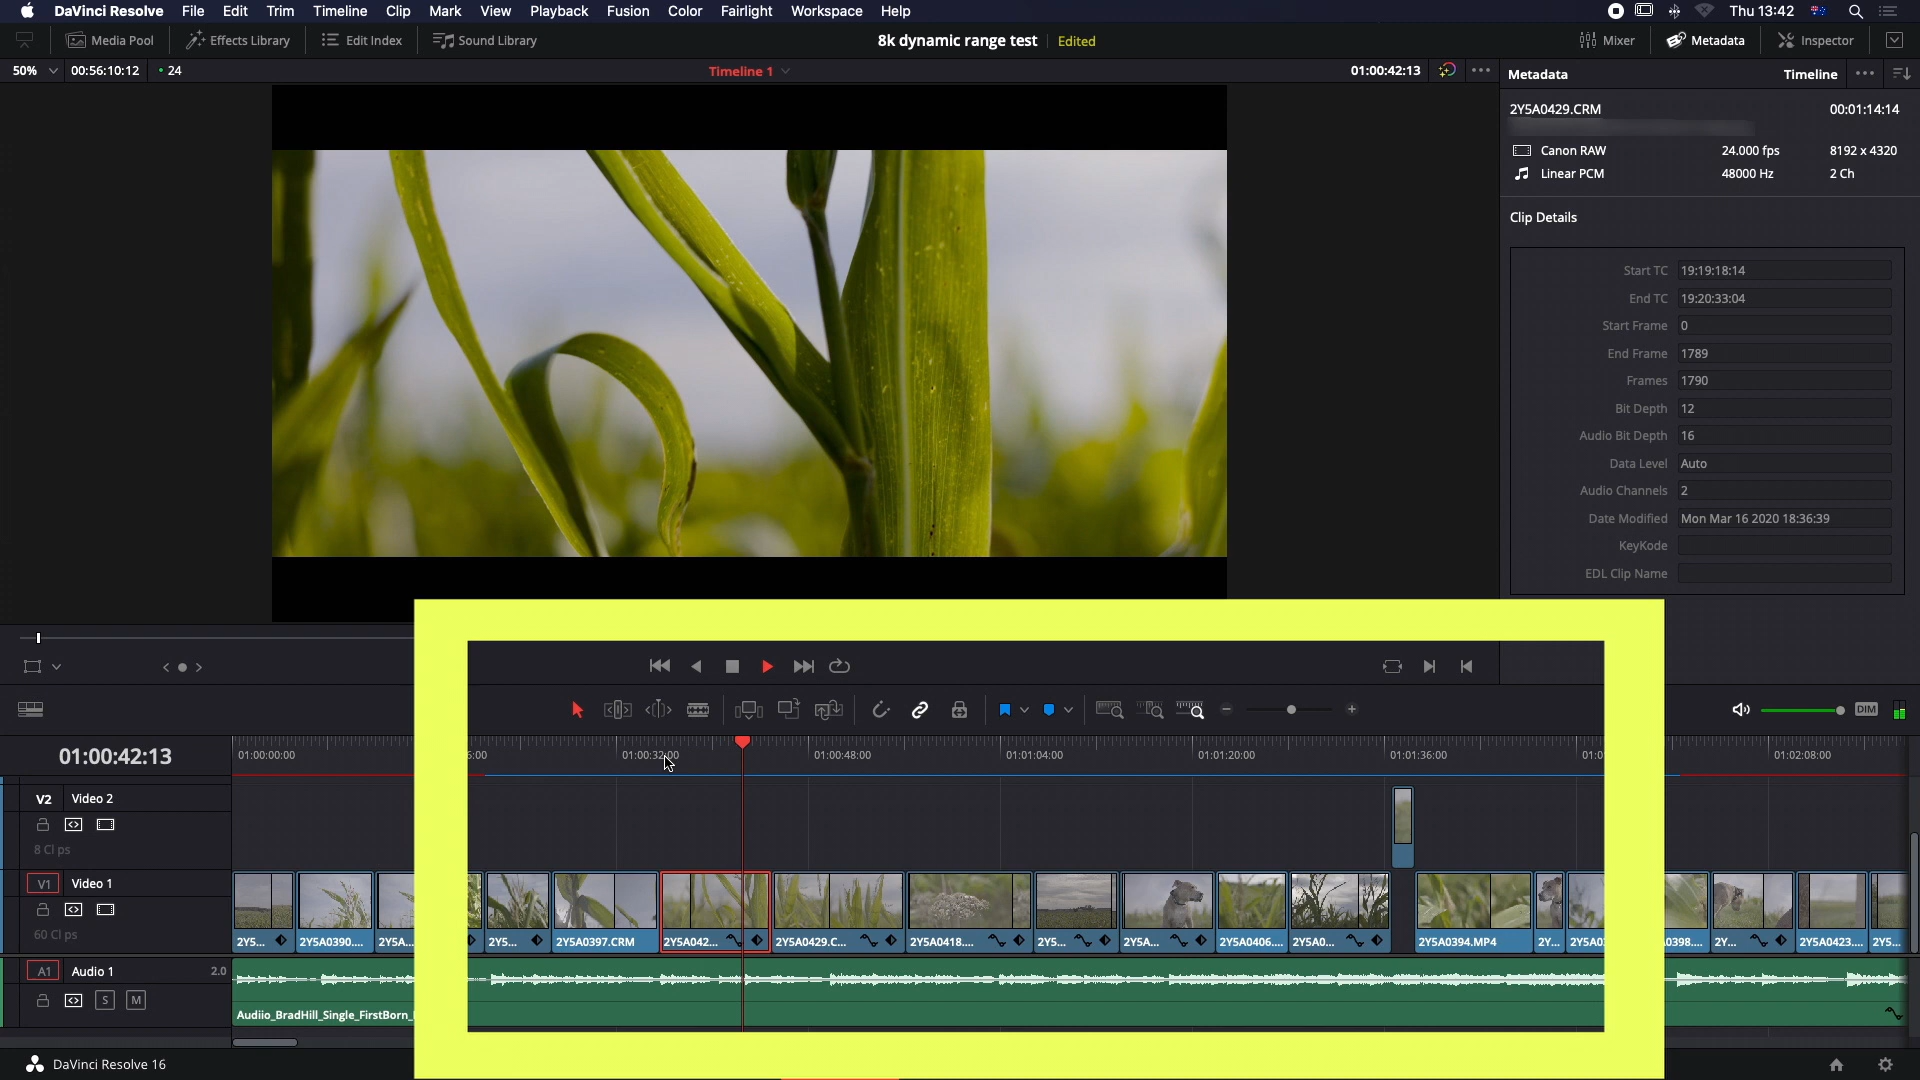 DaVinci Resolve File Edit Trim Timeline Clip Mark View Playback Fusion Color Fairlight Workspace Help Thu 13:42
Media Pool Effects Library Edit Index Sound Library 8k dynamic range test Edited Mixer Metadata Inspector
50% 00:56:10:12 24 Timeline 1 01:00:42:13 Metadata Timeline
2Y5A0429.CRM 00:01:14:14
Canon RAW 24.000 fps 8192 x 4320
Linear PCM 48000 Hz 2 Ch
Clip Details
Start TC 19:19:18:14
End TC 19:20:33:04
Start Frame 0
End Frame 1789
Frames 1790
Bit Depth 12
Audio Bit Depth 16
Data Level Auto
Audio Channels 2
Date Modified Mon Mar 16 2020 18:36:39
KeyKode
EDL Clip Name
DIM
01:00:42:13 01:00:00:00 6:00 01:00:32:00 01:00:48:00 01:01:04:00 01:01:20:00 01:01:36:00 01:0 01:02:08:00
V2 Video 2
8 Clips
V1 Video 1
60 Clips
2Y5... 2Y5A0390.... 2Y5A... 2Y5... 2Y5A0397.CRM 2Y5A042... 2Y5A0429.C... 2Y5A0418.... 2Y5... 2Y5A... 2Y5A0406.... 2Y5A0... 2Y5A0394.MP4 2Y... 2Y5A0 0398.... 2Y... 2Y5A0423.... 2Y5...
A1 Audio 1 2.0
S M
Audiio_BradHill_Single_FirstBorn_
DaVinci Resolve 16